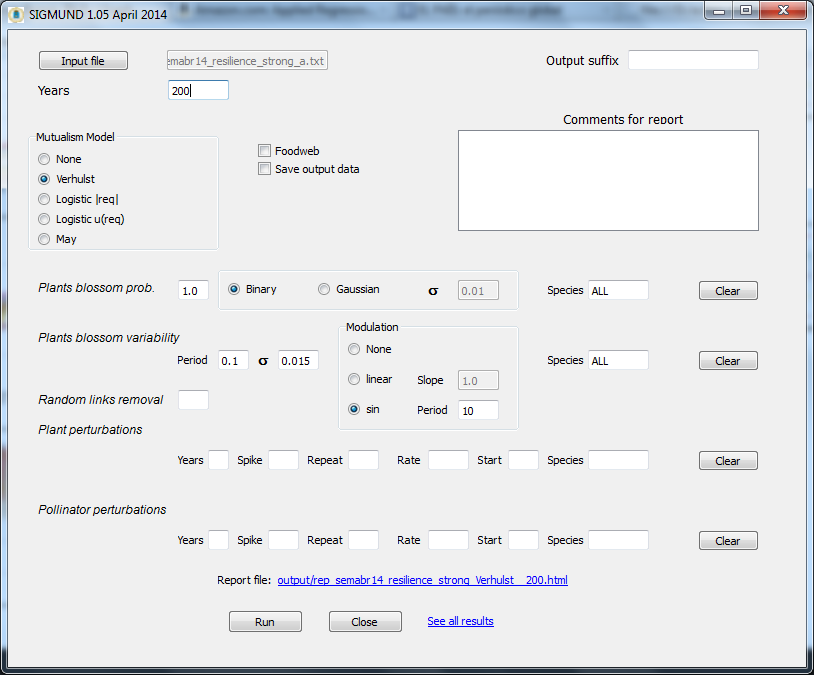 SIGMUND 1.05 April 2014
Input file
emabr14_resilience_strong_a.txt
Output suffix
Years
200
Comments for report
Mutualism Model
None
Verhulst
Logistic |req|
Logistic u(req)
May
Foodweb
Save output data
Plants blossom prob.
1.0
Binary
Gaussian
σ
0.01
Species
ALL
Clear
Plants blossom variability
Period
0.1
σ
0.015
Modulation
None
linear
Slope
1.0
sin
Period
10
Species
ALL
Clear
Random links removal
Plant perturbations
Years Spike Repeat Rate Start Species Clear
Pollinator perturbations
Years Spike Repeat Rate Start Species Clear
Report file: output/rep_semabr14_resilience_strong_Verhulst__200.html
Run Close See all results